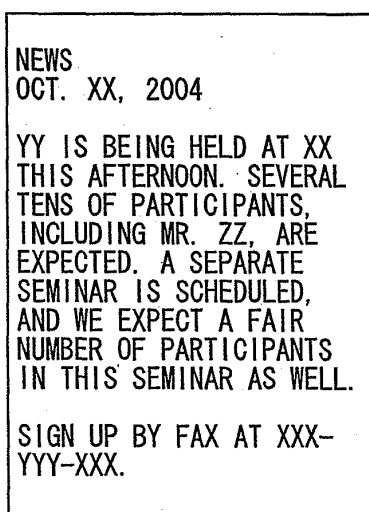 NEWS
OCT. XX, 2004
YY IS BEING HELD AT XX
THIS AFTERNOON. SEVERAL
TENS OF PARTICIPANTS,
INCLUDING MR. ZZ, ARE
EXPECTED. A SEPARATE
SEMINAR IS SCHEDULED,
AND WE EXPECT A FAIR
NUMBER OF PARTICIPANTS
IN THIS SEMINAR AS WELL.
SIGN UP BY FAX AT XXX-
YYY-XXX.